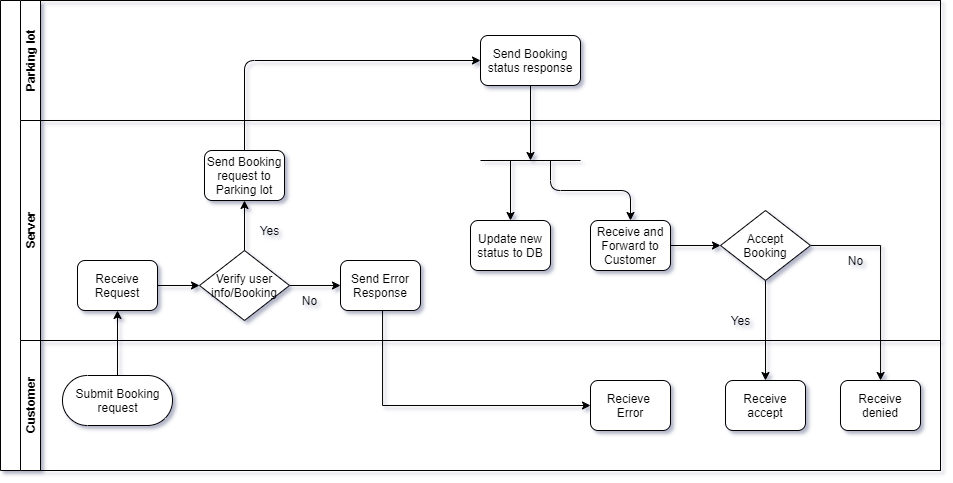 Parking lot
Send Booking
status response
Server
Send Booking
request to
Parking lot
Yes
Receive
Request
Verify user
info/Booking
No
Send Error
Response
Update new
status to DB
Receive and
Forward to
Customer
Accept
Booking
No
Yes
Customer
Submit Booking
request
Recieve
Error
Receive
accept
Receive
denied